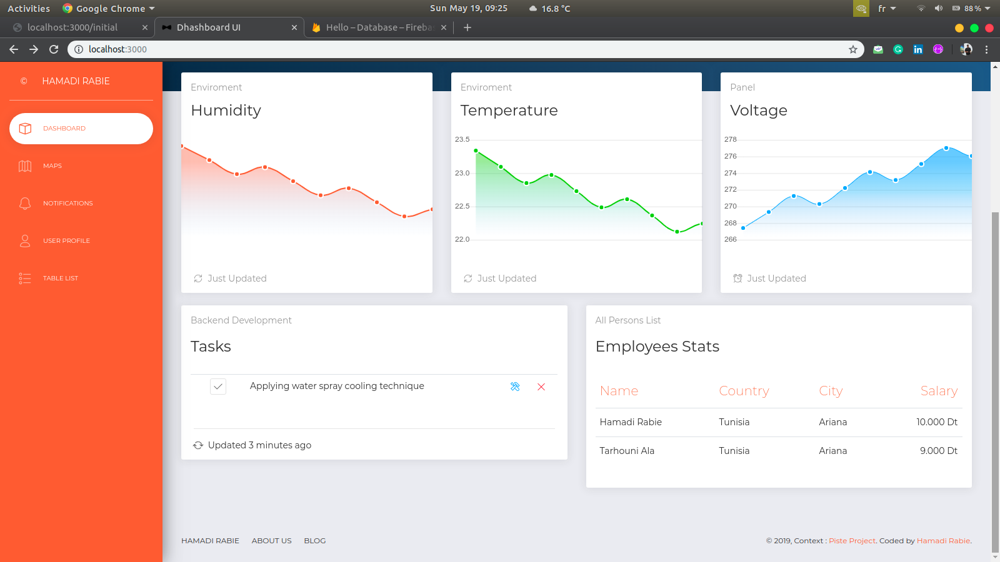 Activities Google Chrome Sun May 19, 09:25 16.8 °C fr 88 %
localhost:3000/initial Dhashboard UI Hello – Database – Fireba
localhost:3000
© HAMADI RABIE
DASHBOARD
MAPS
NOTIFICATIONS
USER PROFILE
TABLE LIST
Enviroment
Humidity
Just Updated
Enviroment
Temperature
23.5
23.0
22.5
22.0
Just Updated
Panel
Voltage
278
276
274
272
270
268
266
Just Updated
Backend Development
Tasks
Applying water spray cooling technique
Updated 3 minutes ago
All Persons List
Employees Stats
Name Country City Salary
Hamadi Rabie Tunisia Ariana 10.000 Dt
Tarhouni Ala Tunisia Ariana 9.000 Dt
HAMADI RABIE ABOUT US BLOG
© 2019, Context : Piste Project. Coded by Hamadi Rabie.